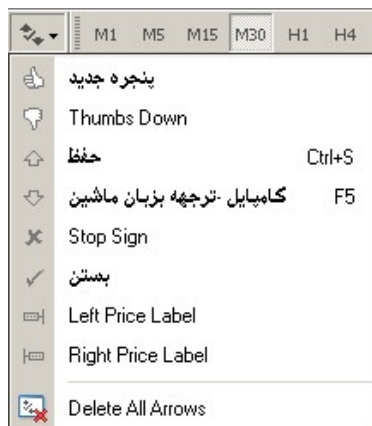 M1 M5 M15 M30 H1 H4
پنجره جدید
Thumbs Down
حفظ Ctrl+S
کامپایل -ترجهه بزبان ماشین F5
Stop Sign
بستن
Left Price Label
Right Price Label
Delete All Arrows